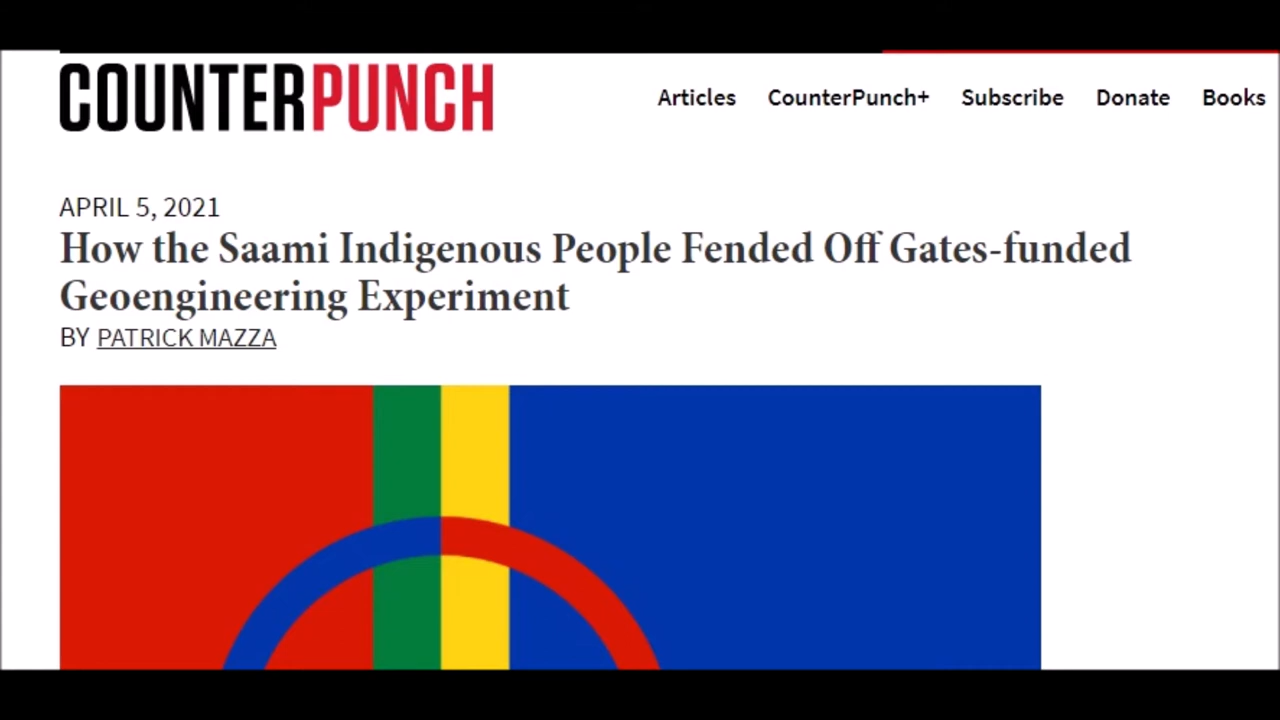 COUNTERPUNCH
Articles CounterPunch+ Subscribe Donate Books
APRIL 5, 2021
How the Saami Indigenous People Fended Off Gates-funded
Geoengineering Experiment
BY PATRICK MAZZA